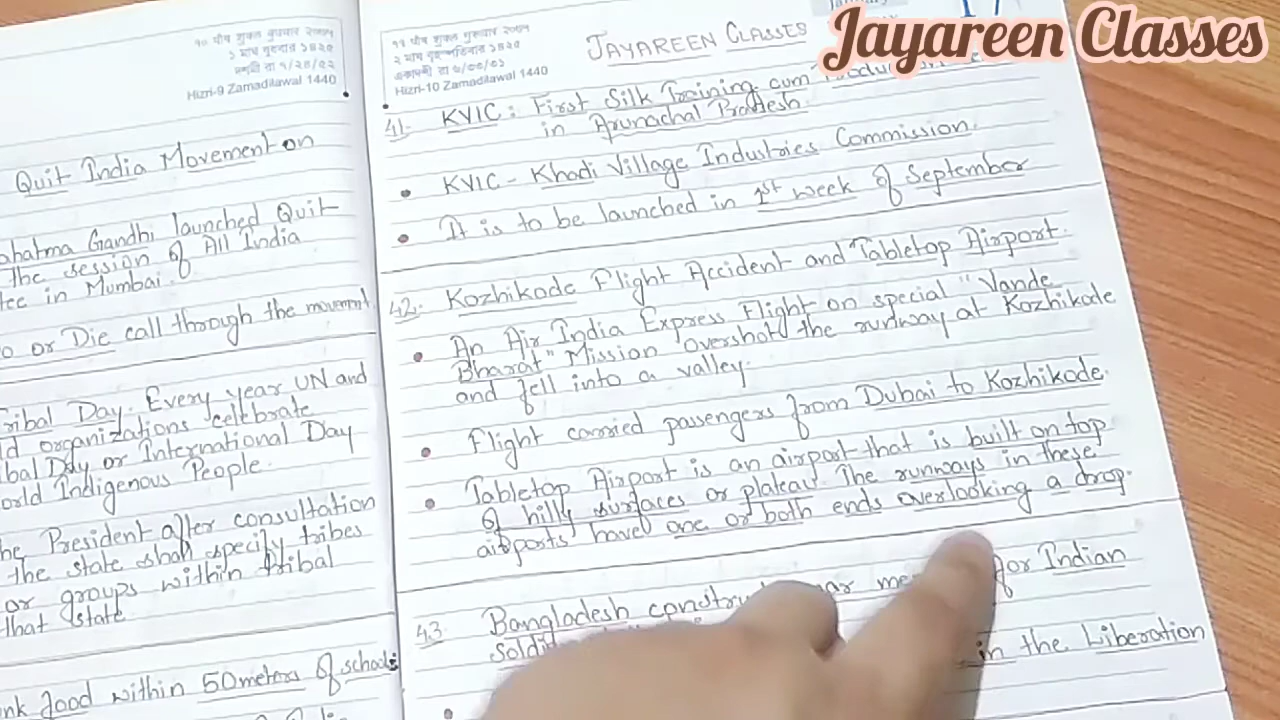 Jayareen Classes
১০ পৌষ শুক্ল বুধবার ২০৭৫
২ মাঘ
Hizri-9 Zamadilawal 1440
Quit India Movement on
ahatma Gandhi launched Quit
the session of All India
tee in Mumbai.
o or Die call through the movement
Tribal Day. Every year UN and
ld organizations celebrate
bal Day or International Day
orld Indigenous People.
he President after consultation
the state shall specify tribes
or groups within tribal
that state.
nk food within 50 meters of schools
Hizri-10 Zamadilawal 1440
JAYAREEN CLASSES
41. KVIC : First Silk Training cum
in Arunachal Pradesh.
• KVIC - Khadi Village Industries Commission.
• It is to be launched in 1st week of September
42. Kozhikode Flight Accident and Tabletop Airport.
• An Air India Express Flight on special "Vande
Bharat" Mission overshot the runway at Kozhikode
and fell into a valley.
• Flight carried passengers from Dubai to Kozhikode.
• Tabletop Airport is an airport that is built on top
of hilly surfaces or plateau. The runways in these
airports have one or both ends overlooking a drop.
43. Bangladesh for Indian
in the Liberation